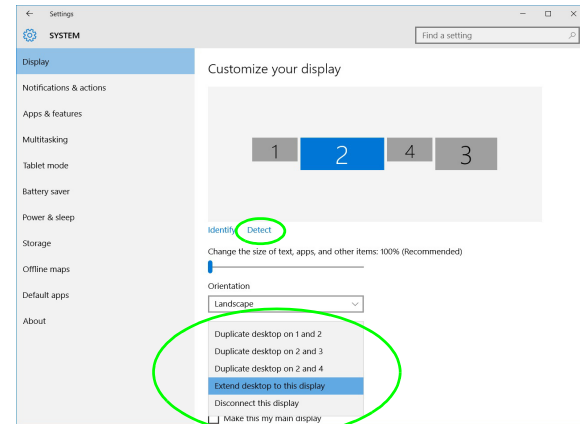 Settings
SYSTEM
Find a setting
Display
Notifications & actions
Apps & features
Multitasking
Tablet mode
Battery saver
Power & sleep
Storage
Offline maps
Default apps
About
Customize your display
1 2 4 3
Identify Detect
Change the size of text, apps, and other items: 100% (Recommended)
Orientation
Landscape
Duplicate desktop on 1 and 2
Duplicate desktop on 2 and 3
Duplicate desktop on 2 and 4
Extend desktop to this display
Disconnect this display
Make this my main display